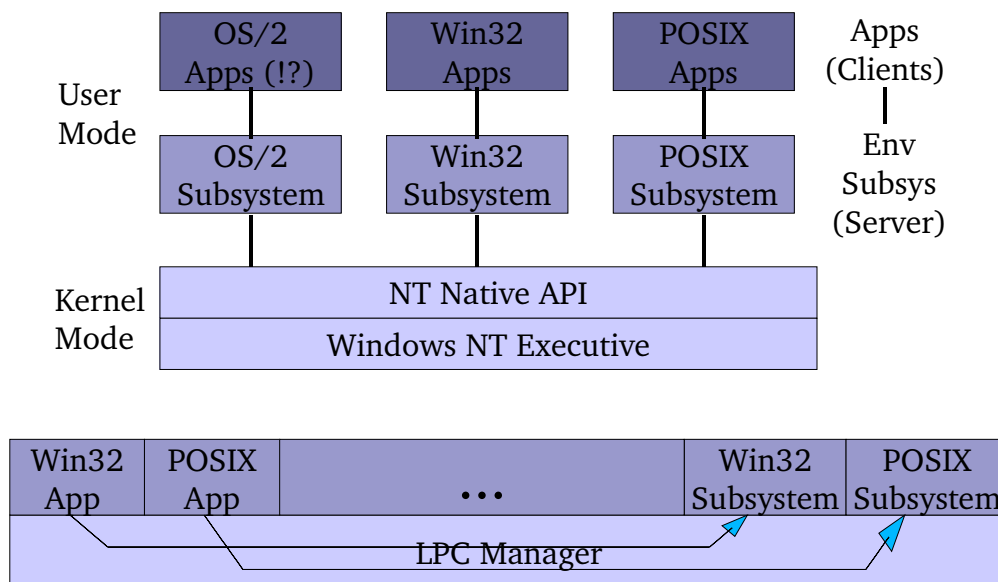 OS/2
Apps (!?)
Win32
Apps
POSIX
Apps
Apps
(Clients)
User
Mode
OS/2
Subsystem
Win32
Subsystem
POSIX
Subsystem
Env
Subsys
(Server)
Kernel
Mode
NT Native API
Windows NT Executive
Win32
App
POSIX
App
...
Win32
Subsystem
POSIX
Subsystem
LPC Manager